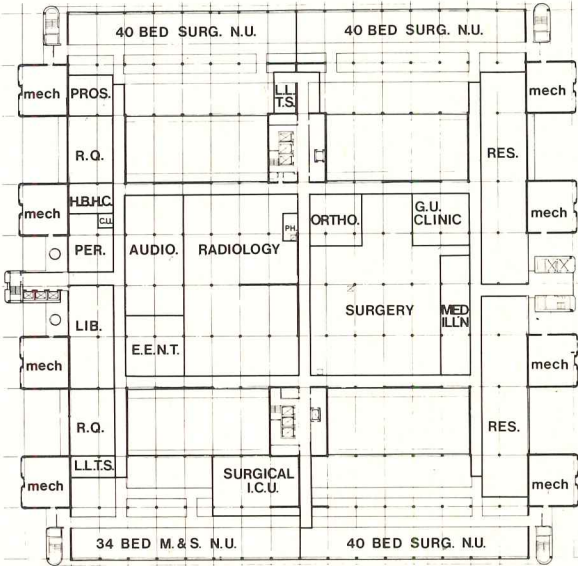 40 BED SURG. N.U.
40 BED SURG. N.U.
mech
PROS.
L.L.
T.S.
mech
R.Q.
RES.
H.B.H.C.
C.U.
mech
ORTHO.
G.U.
CLINIC
mech
PH.
PER.
AUDIO.
RADIOLOGY
SURGERY
MED
ILL'N
LIB.
E.E.N.T.
mech
mech
R.Q.
RES.
L.L.T.S.
SURGICAL
I.C.U.
mech
mech
34 BED M. & S. N.U.
40 BED SURG. N.U.